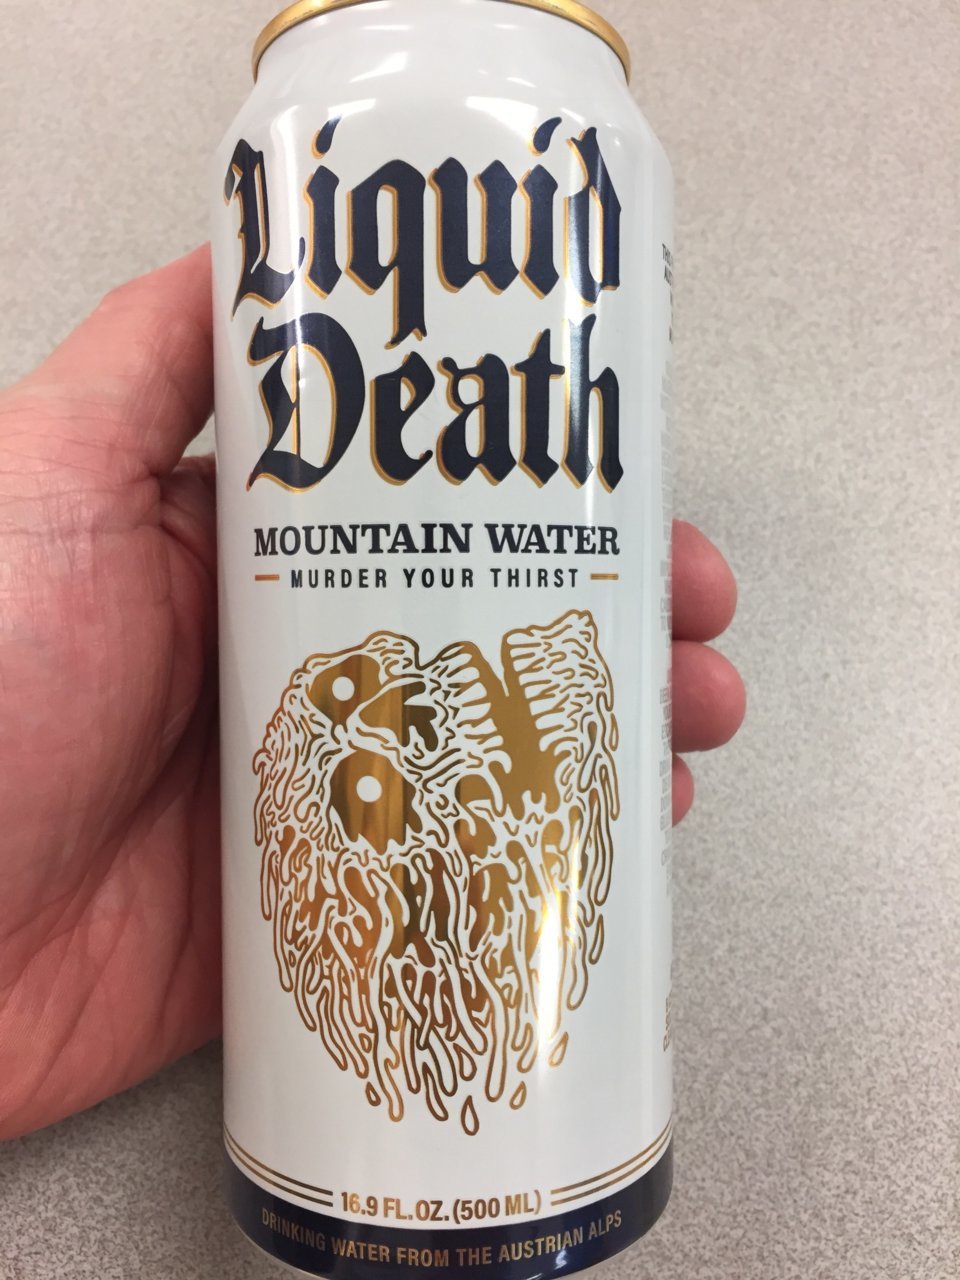 Liquid
Death
MOUNTAIN WATER
MURDER YOUR THIRST
16.9 FL.OZ.(500 ML)
DRINKING WATER FROM THE AUSTRIAN ALPS